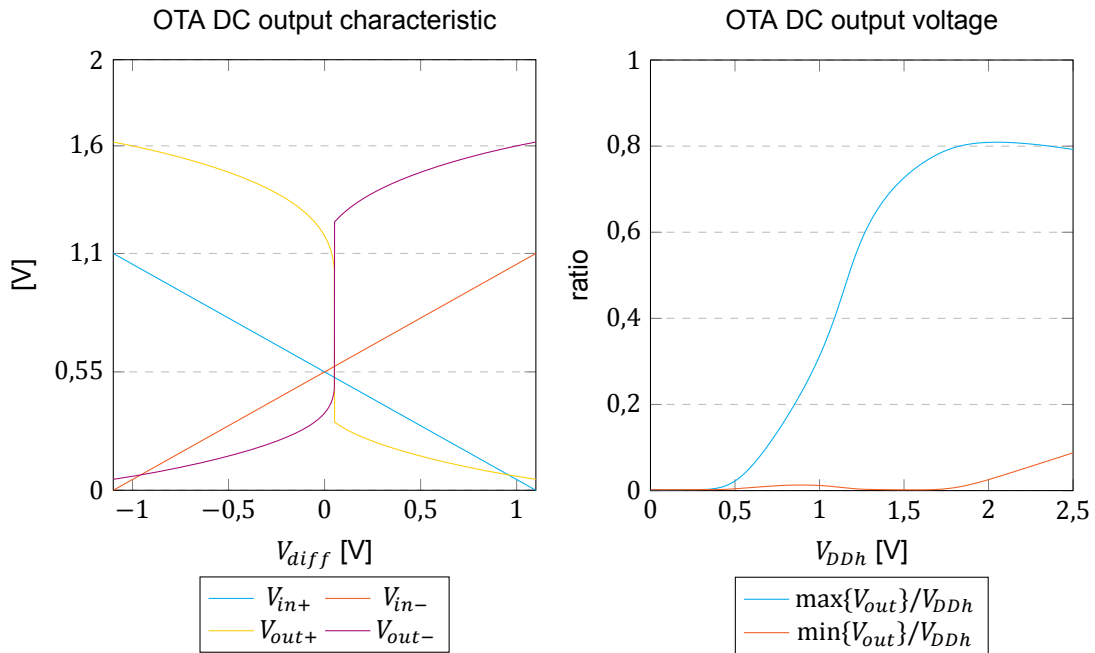 OTA DC output characteristic
2
1,6
1,1
0,55
0
[V]
−1 −0,5 0 0,5 1
V_diff [V]
V_in+ V_in−
V_out+ V_out−
OTA DC output voltage
1
0,8
0,6
0,4
0,2
0
ratio
0 0,5 1 1,5 2 2,5
V_DDh [V]
max{V_out}/V_DDh
min{V_out}/V_DDh